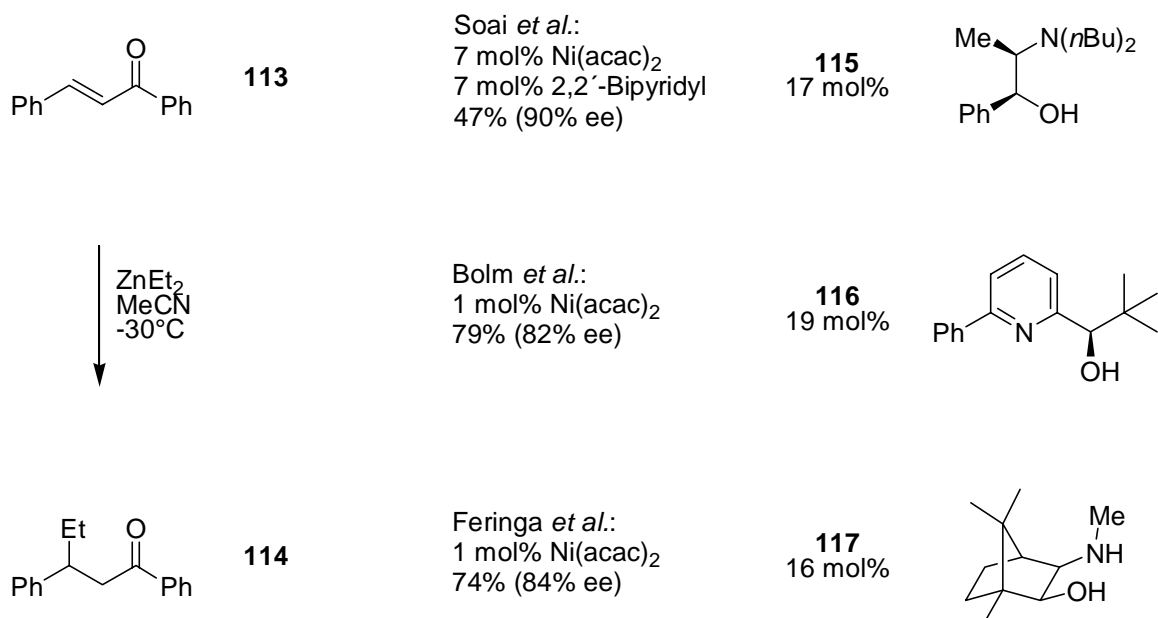 O
Ph
Ph
113
Soai et al.:
7 mol% Ni(acac)2
7 mol% 2,2´-Bipyridyl
47% (90% ee)
115
17 mol%
Me
N(nBu)2
Ph
OH
ZnEt2
MeCN
-30°C
Bolm et al.:
1 mol% Ni(acac)2
79% (82% ee)
116
19 mol%
Ph
N
OH
Et
O
Ph
Ph
114
Feringa et al.:
1 mol% Ni(acac)2
74% (84% ee)
117
16 mol%
Me
NH
OH